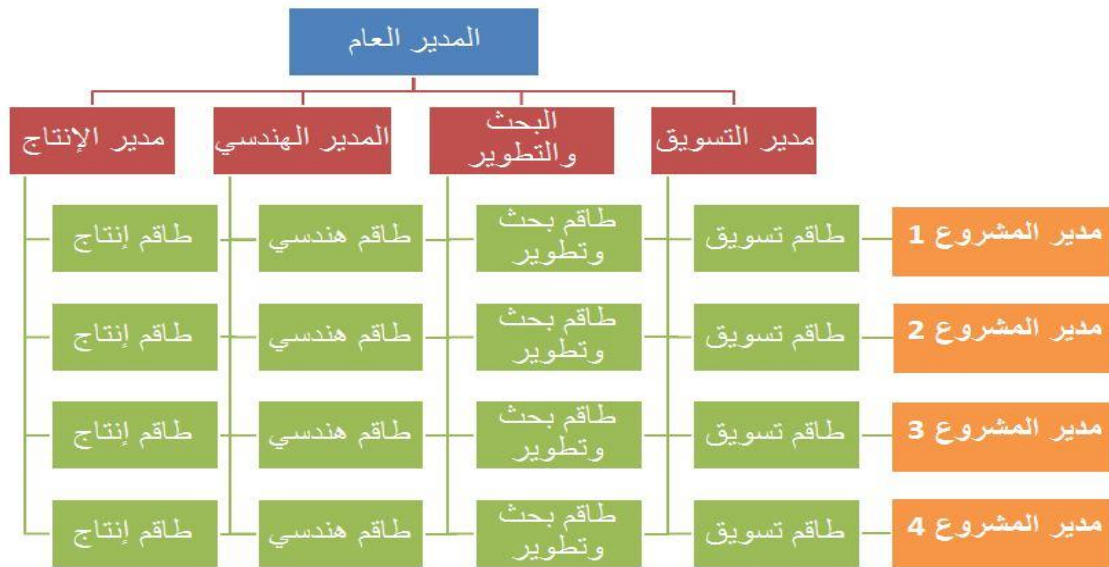 المدير العام
مدير التسويق
البحث
والتطوير
المدير الهندسي
مدير الإنتاج
مدير المشروع 1
طاقم تسويق
طاقم بحث
وتطوير
طاقم هندسي
طاقم إنتاج
مدير المشروع 2
طاقم تسويق
طاقم بحث
وتطوير
طاقم هندسي
طاقم إنتاج
مدير المشروع 3
طاقم تسويق
طاقم بحث
وتطوير
طاقم هندسي
طاقم إنتاج
مدير المشروع 4
طاقم تسويق
طاقم بحث
وتطوير
طاقم هندسي
طاقم إنتاج